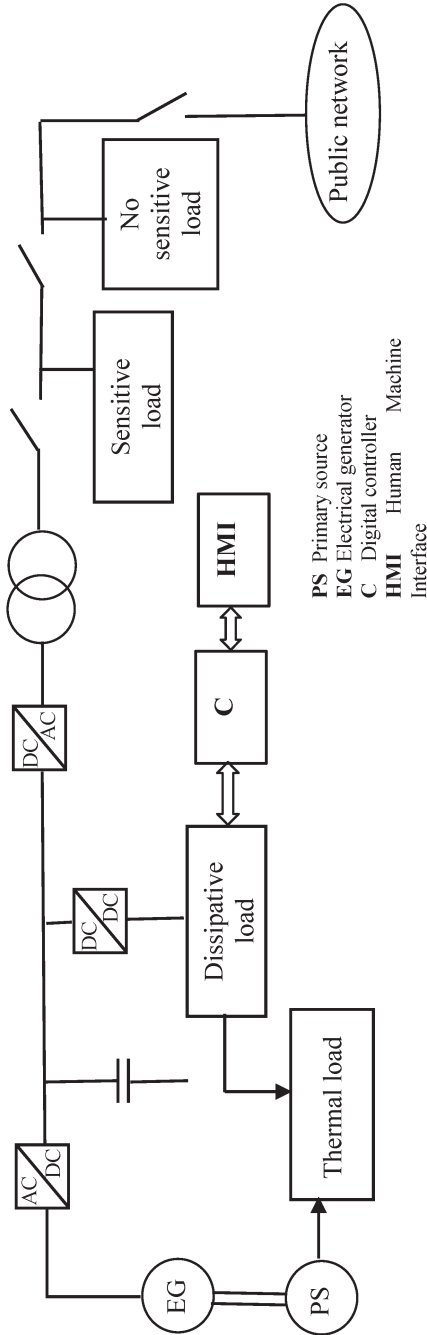 AC
DC
DC
AC
DC
DC
EG
PS
Thermal load
Dissipative
load
C
HMI
Sensitive
load
No
sensitive
load
Public network
PS Primary source
EG Electrical generator
C Digital controller
HMI Human Machine
Interface